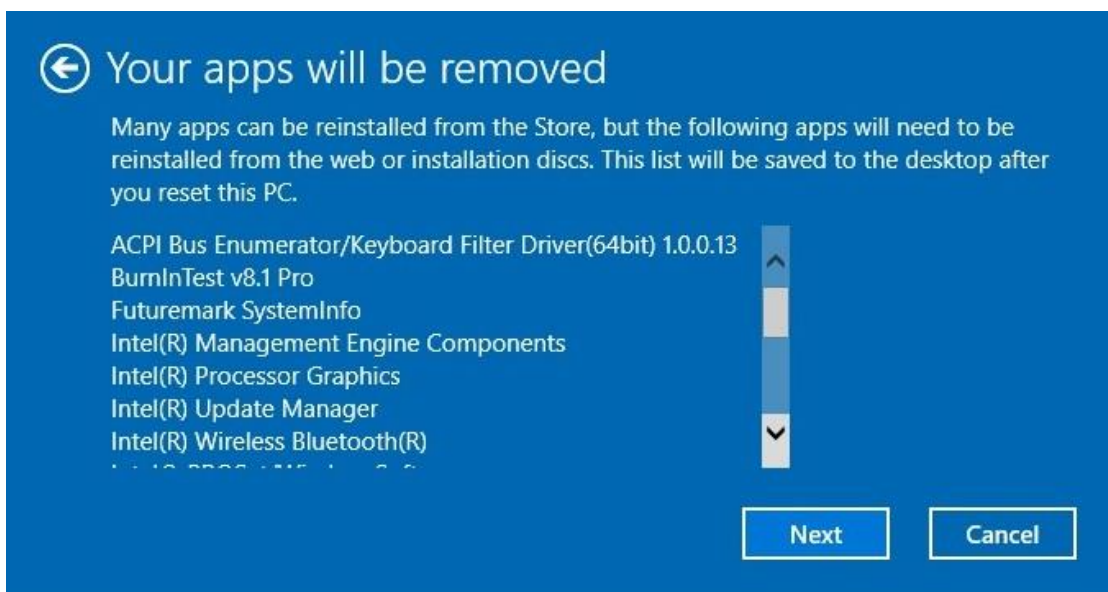 Your apps will be removed
Many apps can be reinstalled from the Store, but the following apps will need to be
reinstalled from the web or installation discs. This list will be saved to the desktop after
you reset this PC.
ACPI Bus Enumerator/Keyboard Filter Driver(64bit) 1.0.0.13
BurnInTest v8.1 Pro
Futuremark SystemInfo
Intel(R) Management Engine Components
Intel(R) Processor Graphics
Intel(R) Update Manager
Intel(R) Wireless Bluetooth(R)
Next
Cancel